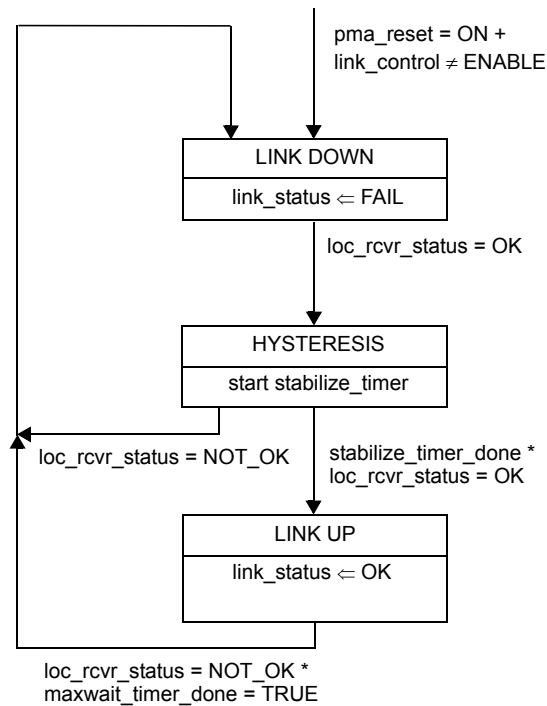 pma_reset = ON +
link_control ≠ ENABLE
LINK DOWN
link_status ⇐ FAIL
loc_rcvr_status = OK
HYSTERESIS
start stabilize_timer
loc_rcvr_status = NOT_OK
stabilize_timer_done *
loc_rcvr_status = OK
LINK UP
link_status ⇐ OK
loc_rcvr_status = NOT_OK *
maxwait_timer_done = TRUE